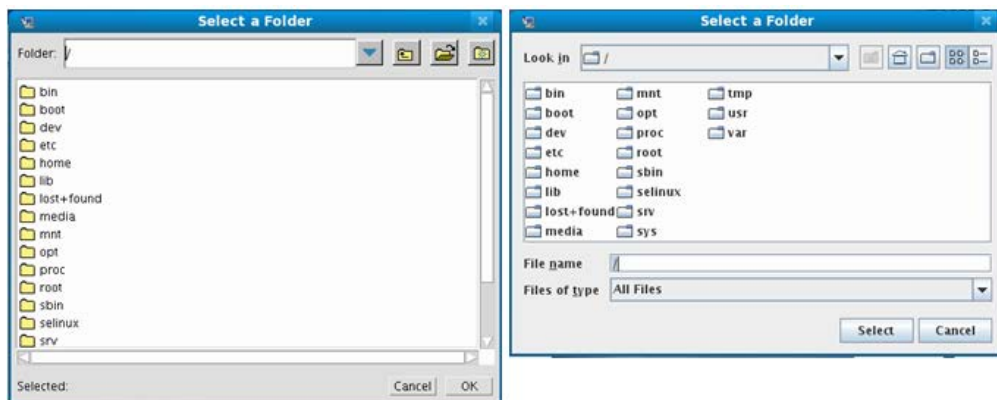 Select a Folder
Folder: /
bin
boot
dev
etc
home
lib
lost+found
media
mnt
opt
proc
root
sbin
selinux
srv
Selected:
Cancel OK
Select a Folder
Look in /
bin mnt tmp
boot opt usr
dev proc var
etc root
home sbin
lib selinux
lost+found srv
media sys
File name /
Files of type All Files
Select Cancel